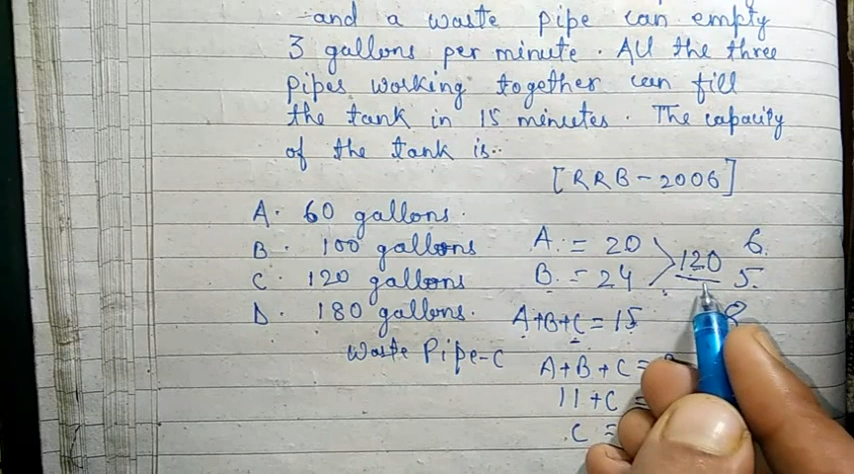 and a waste pipe can empty
3 gallons per minute. All the three
pipes working together can fill
the tank in 15 minutes. The capacity
of the tank is..
[RRB-2006]
A. 60 gallons.
B. 100 gallons
C. 120 gallons
D. 180 gallons.
Waste Pipe-C
A. = 20
B. = 24
120
6.
5.
A+B+C = 15
8
A+B+C =
11+C =
C =